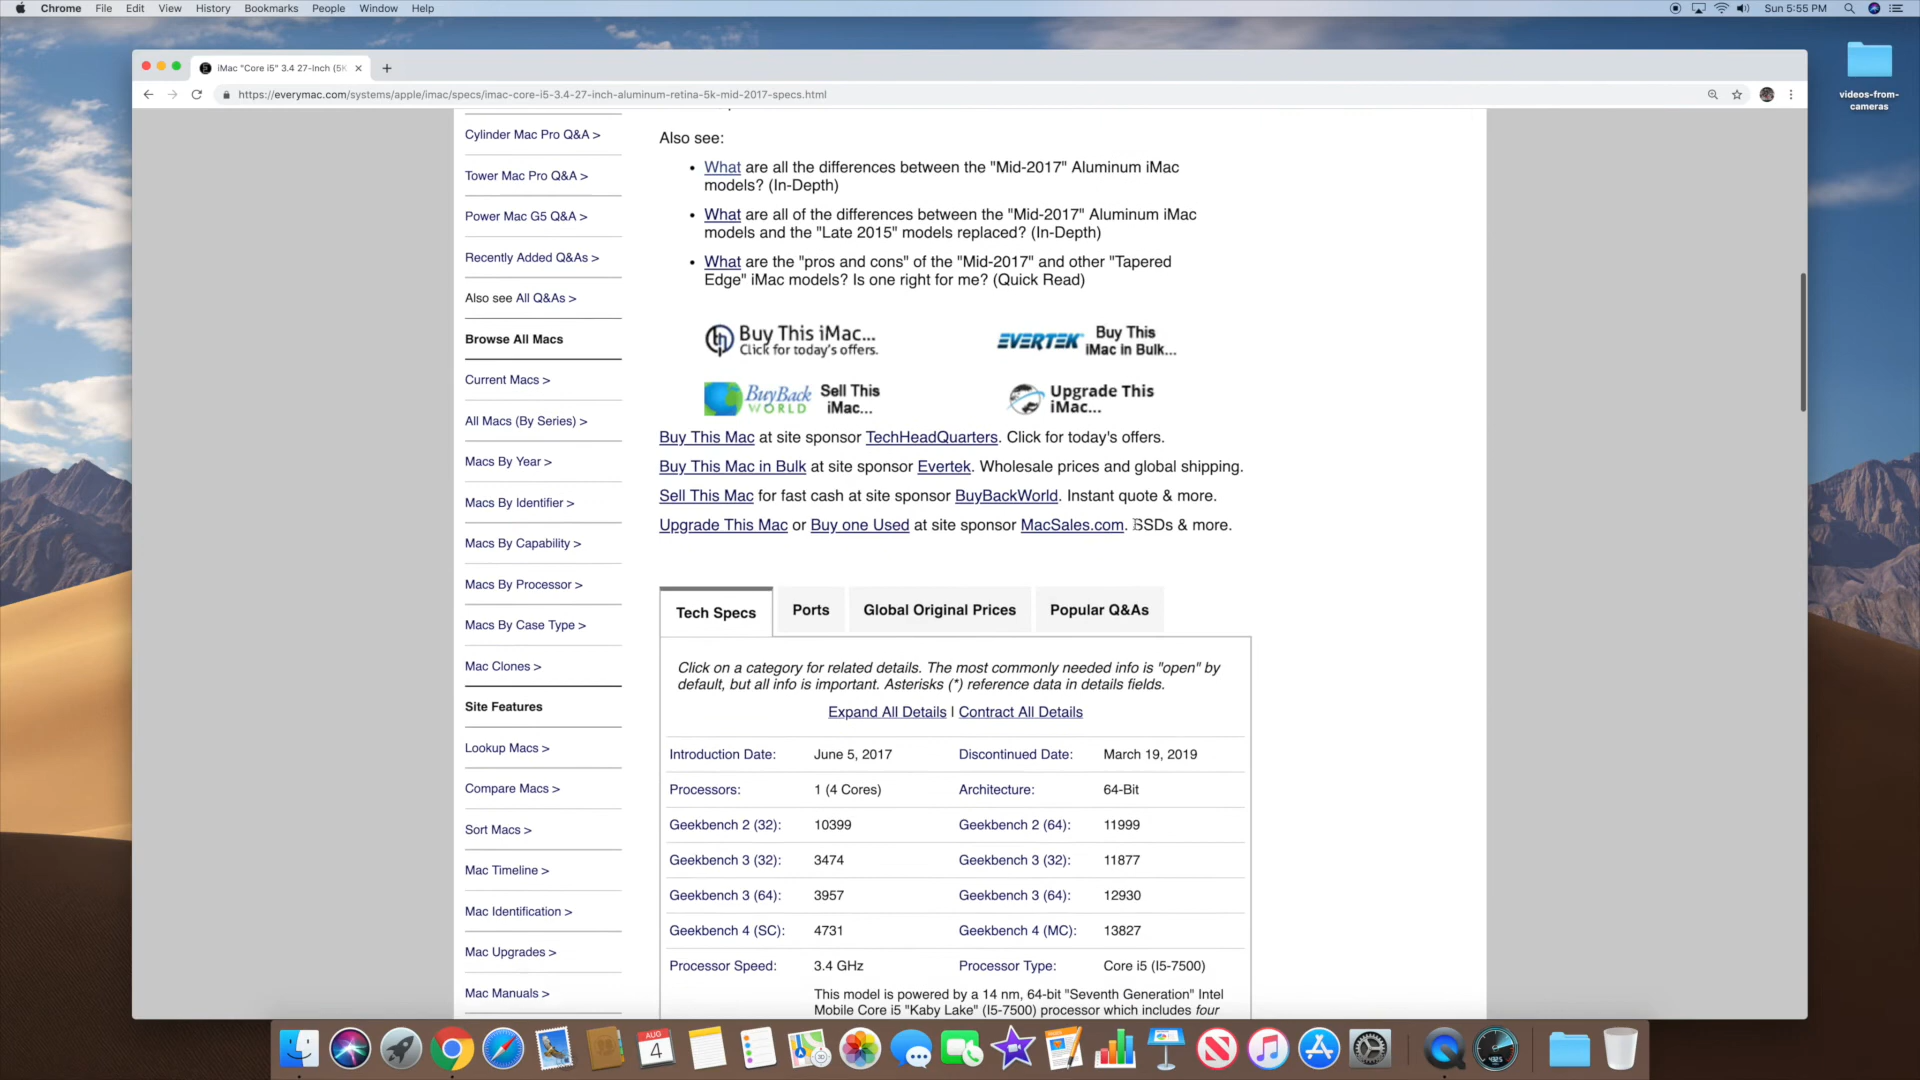 Chrome File Edit View History Bookmarks People Window Help
Sun 5:55 PM
iMac "Core i5" 3.4 27-Inch (5K
https://everymac.com/systems/apple/imac/specs/imac-core-i5-3.4-27-inch-aluminum-retina-5k-mid-2017-specs.html
videos-from-
cameras
Cylinder Mac Pro Q&A >
Tower Mac Pro Q&A >
Power Mac G5 Q&A >
Recently Added Q&As >
Also see All Q&As >
Browse All Macs
Current Macs >
All Macs (By Series) >
Macs By Year >
Macs By Identifier >
Macs By Capability >
Macs By Processor >
Macs By Case Type >
Mac Clones >
Site Features
Lookup Macs >
Compare Macs >
Sort Macs >
Mac Timeline >
Mac Identification >
Mac Upgrades >
Mac Manuals >
Also see:
• What are all the differences between the "Mid-2017" Aluminum iMac
models? (In-Depth)
• What are all of the differences between the "Mid-2017" Aluminum iMac
models and the "Late 2015" models replaced? (In-Depth)
• What are the "pros and cons" of the "Mid-2017" and other "Tapered
Edge" iMac models? Is one right for me? (Quick Read)
Buy This iMac...
Click for today's offers.
EVERTEK Buy This
iMac in Bulk...
BuyBack WORLD Sell This
iMac...
Upgrade This
iMac...
Buy This Mac at site sponsor TechHeadQuarters. Click for today's offers.
Buy This Mac in Bulk at site sponsor Evertek. Wholesale prices and global shipping.
Sell This Mac for fast cash at site sponsor BuyBackWorld. Instant quote & more.
Upgrade This Mac or Buy one Used at site sponsor MacSales.com. SSDs & more.
Tech Specs Ports Global Original Prices Popular Q&As
Click on a category for related details. The most commonly needed info is "open" by
default, but all info is important. Asterisks (*) reference data in details fields.
Expand All Details | Contract All Details
Introduction Date: June 5, 2017 Discontinued Date: March 19, 2019
Processors: 1 (4 Cores) Architecture: 64-Bit
Geekbench 2 (32): 10399 Geekbench 2 (64): 11999
Geekbench 3 (32): 3474 Geekbench 3 (32): 11877
Geekbench 3 (64): 3957 Geekbench 3 (64): 12930
Geekbench 4 (SC): 4731 Geekbench 4 (MC): 13827
Processor Speed: 3.4 GHz Processor Type: Core i5 (I5-7500)
This model is powered by a 14 nm, 64-bit "Seventh Generation" Intel
Mobile Core i5 "Kaby Lake" (I5-7500) processor which includes four
AUG
4